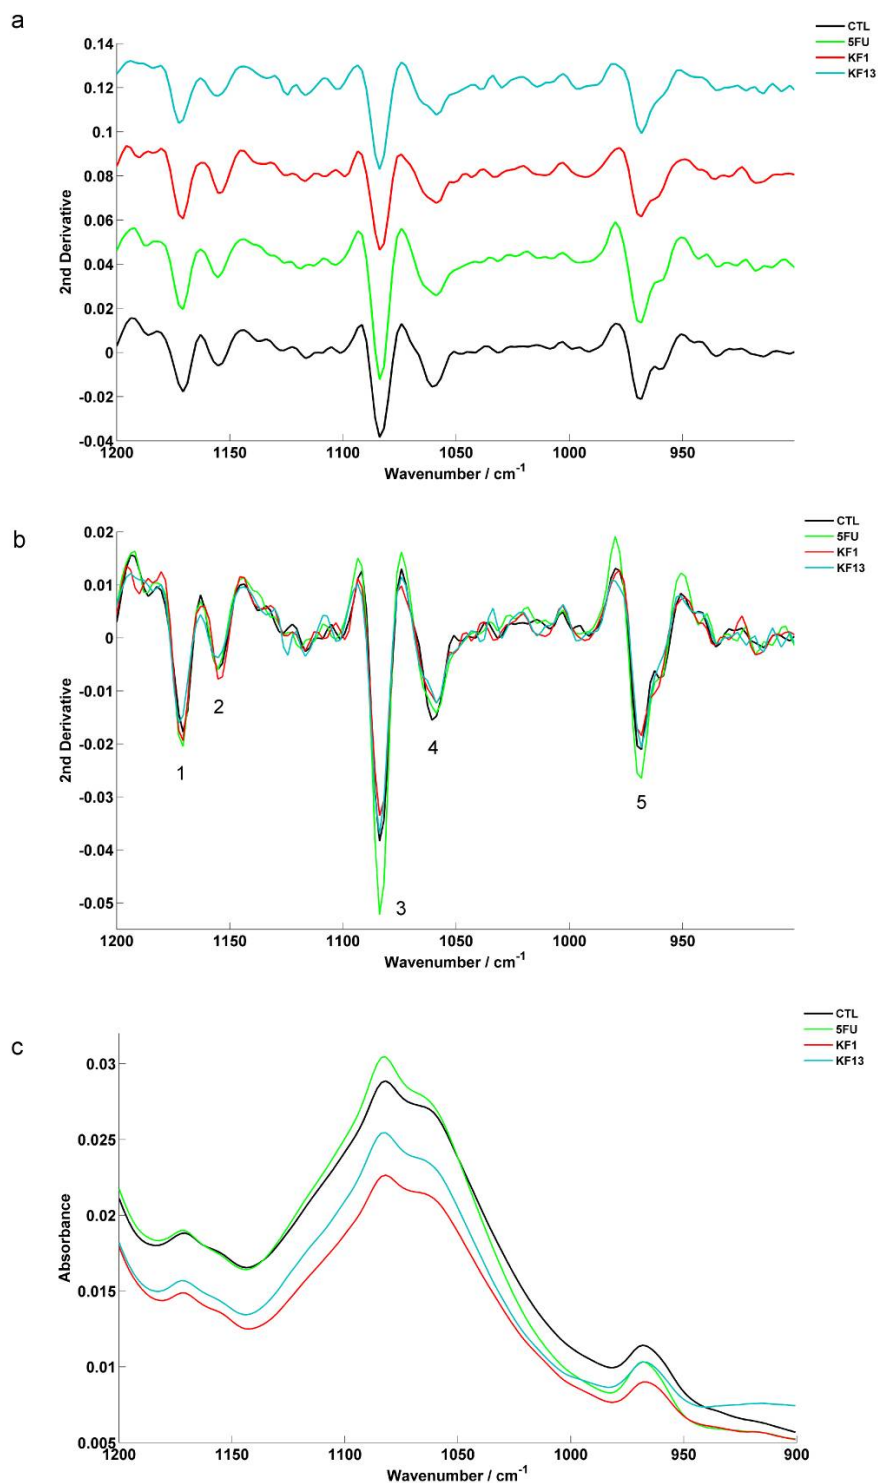 a
CTL
5FU
KF1
KF13
0.14
0.12
0.1
0.08
0.06
0.04
0.02
0
-0.02
-0.04
2nd Derivative
1200
1150
1100
1050
1000
950
Wavenumber / cm-1
b
CTL
5FU
KF1
KF13
0.02
0.01
0
-0.01
-0.02
-0.03
-0.04
-0.05
2nd Derivative
1
2
3
4
5
1200
1150
1100
1050
1000
950
Wavenumber / cm-1
c
CTL
5FU
KF1
KF13
0.03
0.025
0.02
0.015
0.01
0.005
Absorbance
1200
1150
1100
1050
1000
950
900
Wavenumber / cm-1